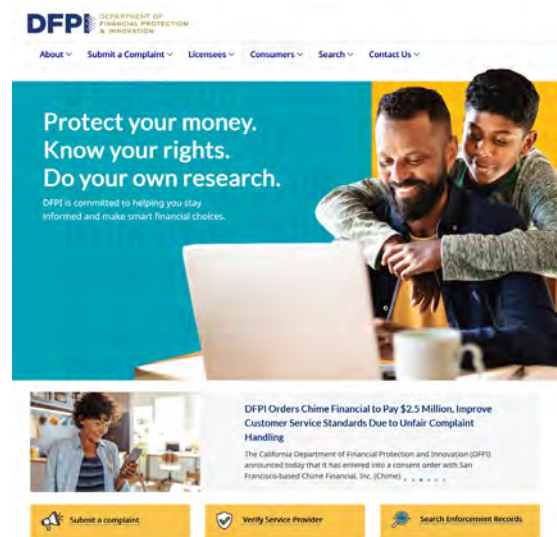 DFPI DEPARTMENT OF
FINANCIAL PROTECTION
& INNOVATION
About Submit a Complaint Licensees Consumers Search Contact Us
Protect your money.
Know your rights.
Do your own research.
DFPI is committed to helping you stay
informed and make smart financial choices.
DFPI Orders Chime Financial to Pay $2.5 Million, Improve
Customer Service Standards Due to Unfair Complaint
Handling
The California Department of Financial Protection and Innovation (DFPI)
announced today that it has entered into a consent order with San
Francisco-based Chime Financial, Inc. (Chime)
Submit a complaint
Verify Service Provider
Search Enforcement Records